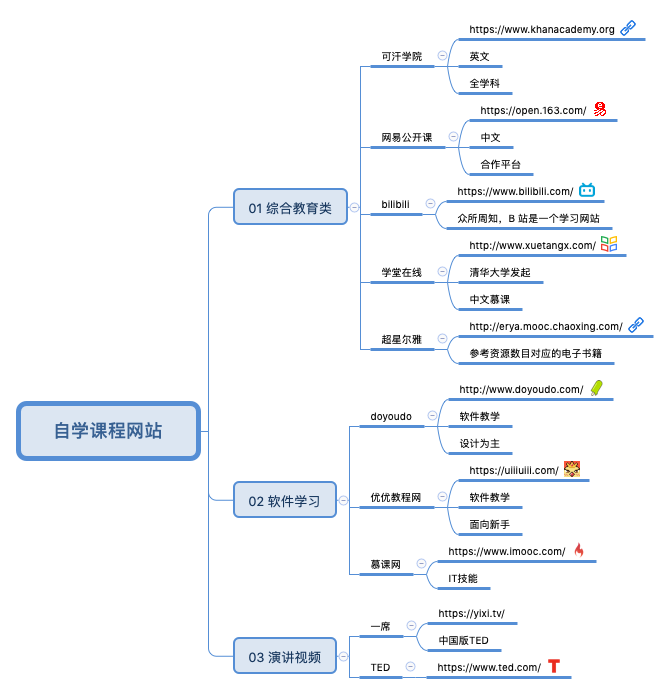 自学课程网站
01 综合教育类
可汗学院
https://www.khanacademy.org
英文
全学科
网易公开课
https://open.163.com/
中文
合作平台
bilibili
https://www.bilibili.com/
众所周知，B 站是一个学习网站
学堂在线
http://www.xuetangx.com/
清华大学发起
中文慕课
超星尔雅
http://erya.mooc.chaoxing.com/
参考资源数目对应的电子书籍
02 软件学习
doyoudo
http://www.doyoudo.com/
软件教学
设计为主
优优教程网
https://uiiiuiii.com/
软件教学
面向新手
慕课网
https://www.imooc.com/
IT技能
03 演讲视频
一席
https://yixi.tv/
中国版TED
TED
https://www.ted.com/